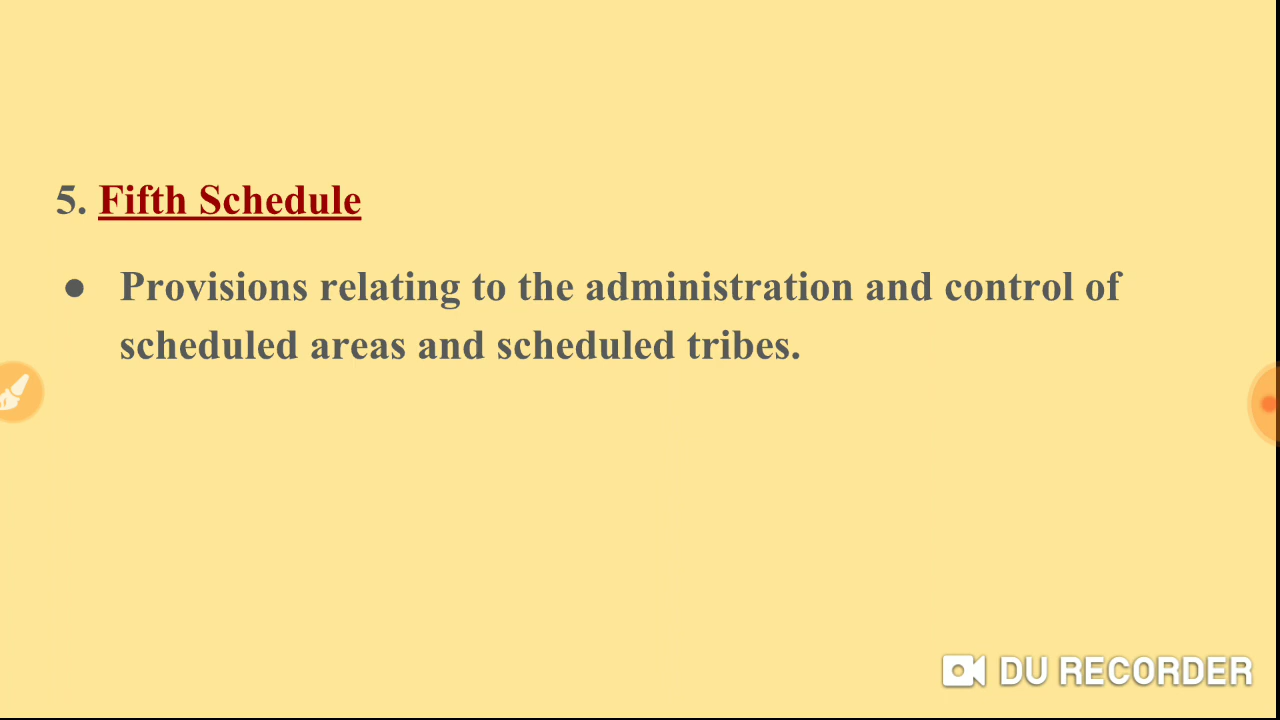 5. Fifth Schedule
● Provisions relating to the administration and control of
scheduled areas and scheduled tribes.
DU RECORDER